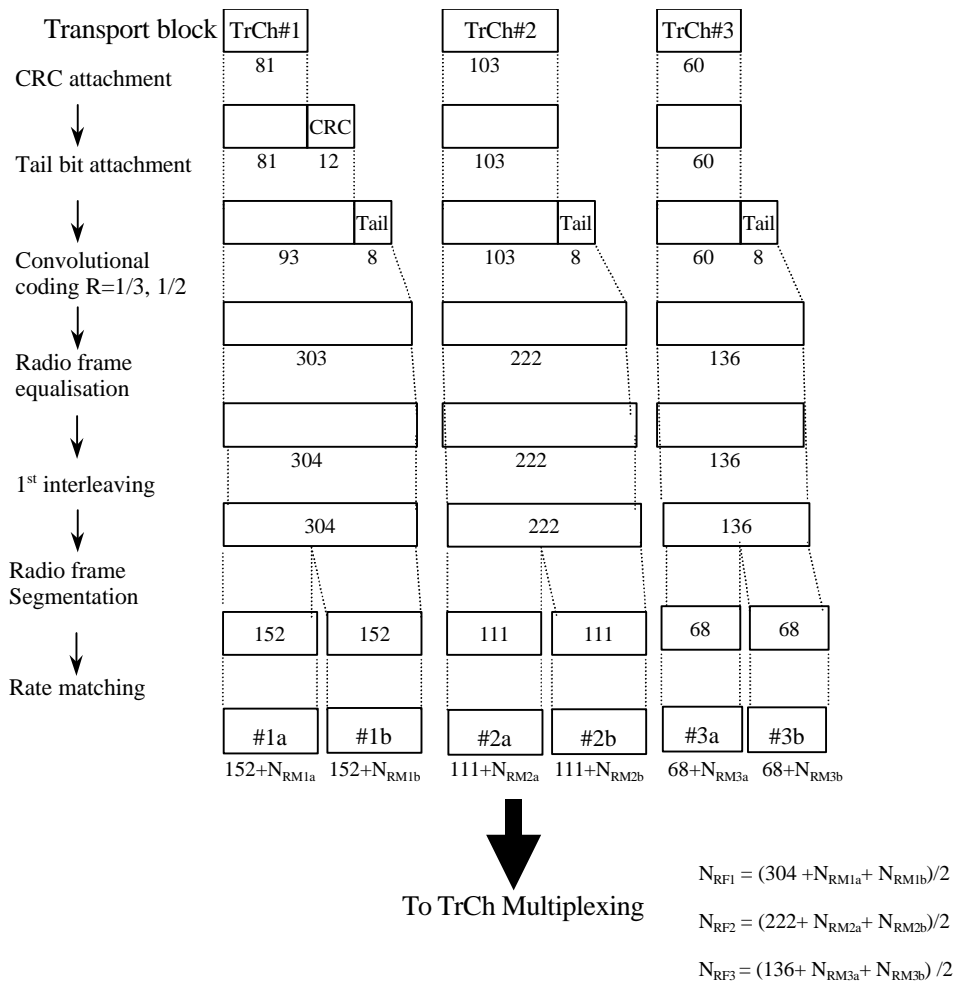 Transport block TrCh#1 TrCh#2 TrCh#3
81 103 60
CRC attachment
CRC
81 12 103 60
Tail bit attachment
Tail Tail Tail
93 8 103 8 60 8
Convolutional
coding R=1/3, 1/2
303 222 136
Radio frame
equalisation
304 222 136
1st interleaving
304 222 136
Radio frame
Segmentation
152 152 111 111 68 68
Rate matching
#1a #1b #2a #2b #3a #3b
152+NRM1a 152+NRM1b 111+NRM2a 111+NRM2b 68+NRM3a 68+NRM3b
To TrCh Multiplexing
NRF1 = (304 +NRM1a+ NRM1b)/2
NRF2 = (222+ NRM2a+ NRM2b)/2
NRF3 = (136+ NRM3a+ NRM3b) /2